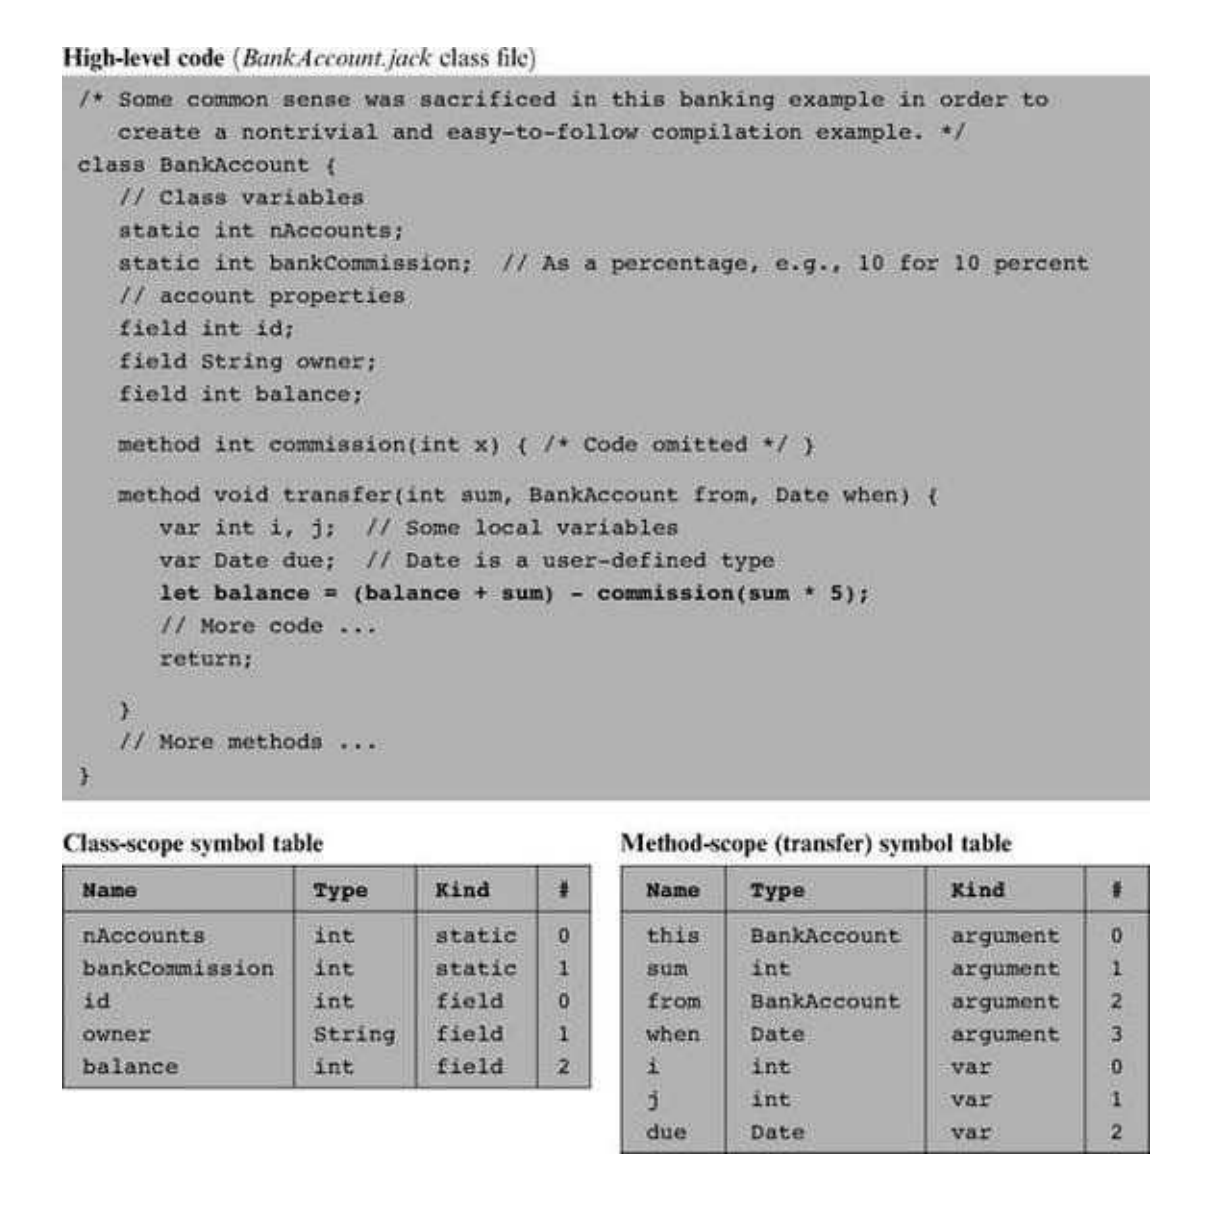 High-level code (BankAccount.jack class file)
/* Some common sense was sacrificed in this banking example in order to
create a nontrivial and easy-to-follow compilation example. */
class BankAccount {
// Class variables
static int nAccounts;
static int bankCommission; // As a percentage, e.g., 10 for 10 percent
// account properties
field int id;
field String owner;
field int balance;
method int commission(int x) { /* Code omitted */ }
method void transfer(int sum, BankAccount from, Date when) {
var int i, j; // Some local variables
var Date due; // Date is a user-defined type
let balance = (balance + sum) - commission(sum * 5);
// More code ...
return;
}
// More methods ...
}
Class-scope symbol table
Name Type Kind #
nAccounts int static 0
bankCommission int static 1
id int field 0
owner String field 1
balance int field 2
Method-scope (transfer) symbol table
Name Type Kind #
this BankAccount argument 0
sum int argument 1
from BankAccount argument 2
when Date argument 3
i int var 0
j int var 1
due Date var 2